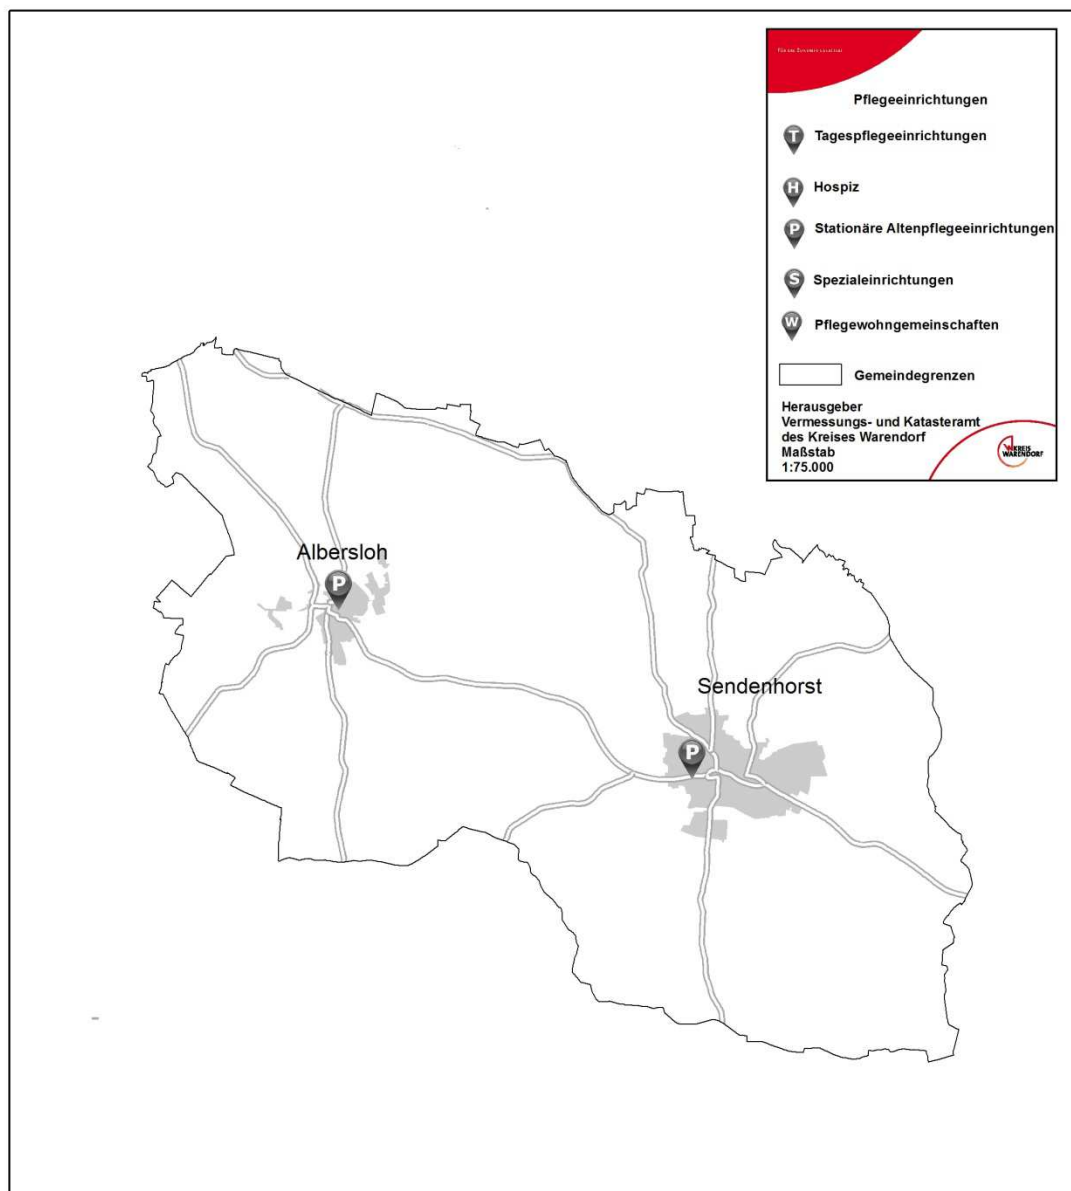 Pflegeeinrichtungen
T Tagespflegeeinrichtungen
H Hospiz
P Stationäre Altenpflegeeinrichtungen
S Spezialeinrichtungen
W Pflegewohngemeinschaften
Gemeindegrenzen
Herausgeber
Vermessungs- und Katasteramt
des Kreises Warendorf
Maßstab
1:75.000
KREIS
WARENDORF
Albersloh
P
Sendenhorst
P